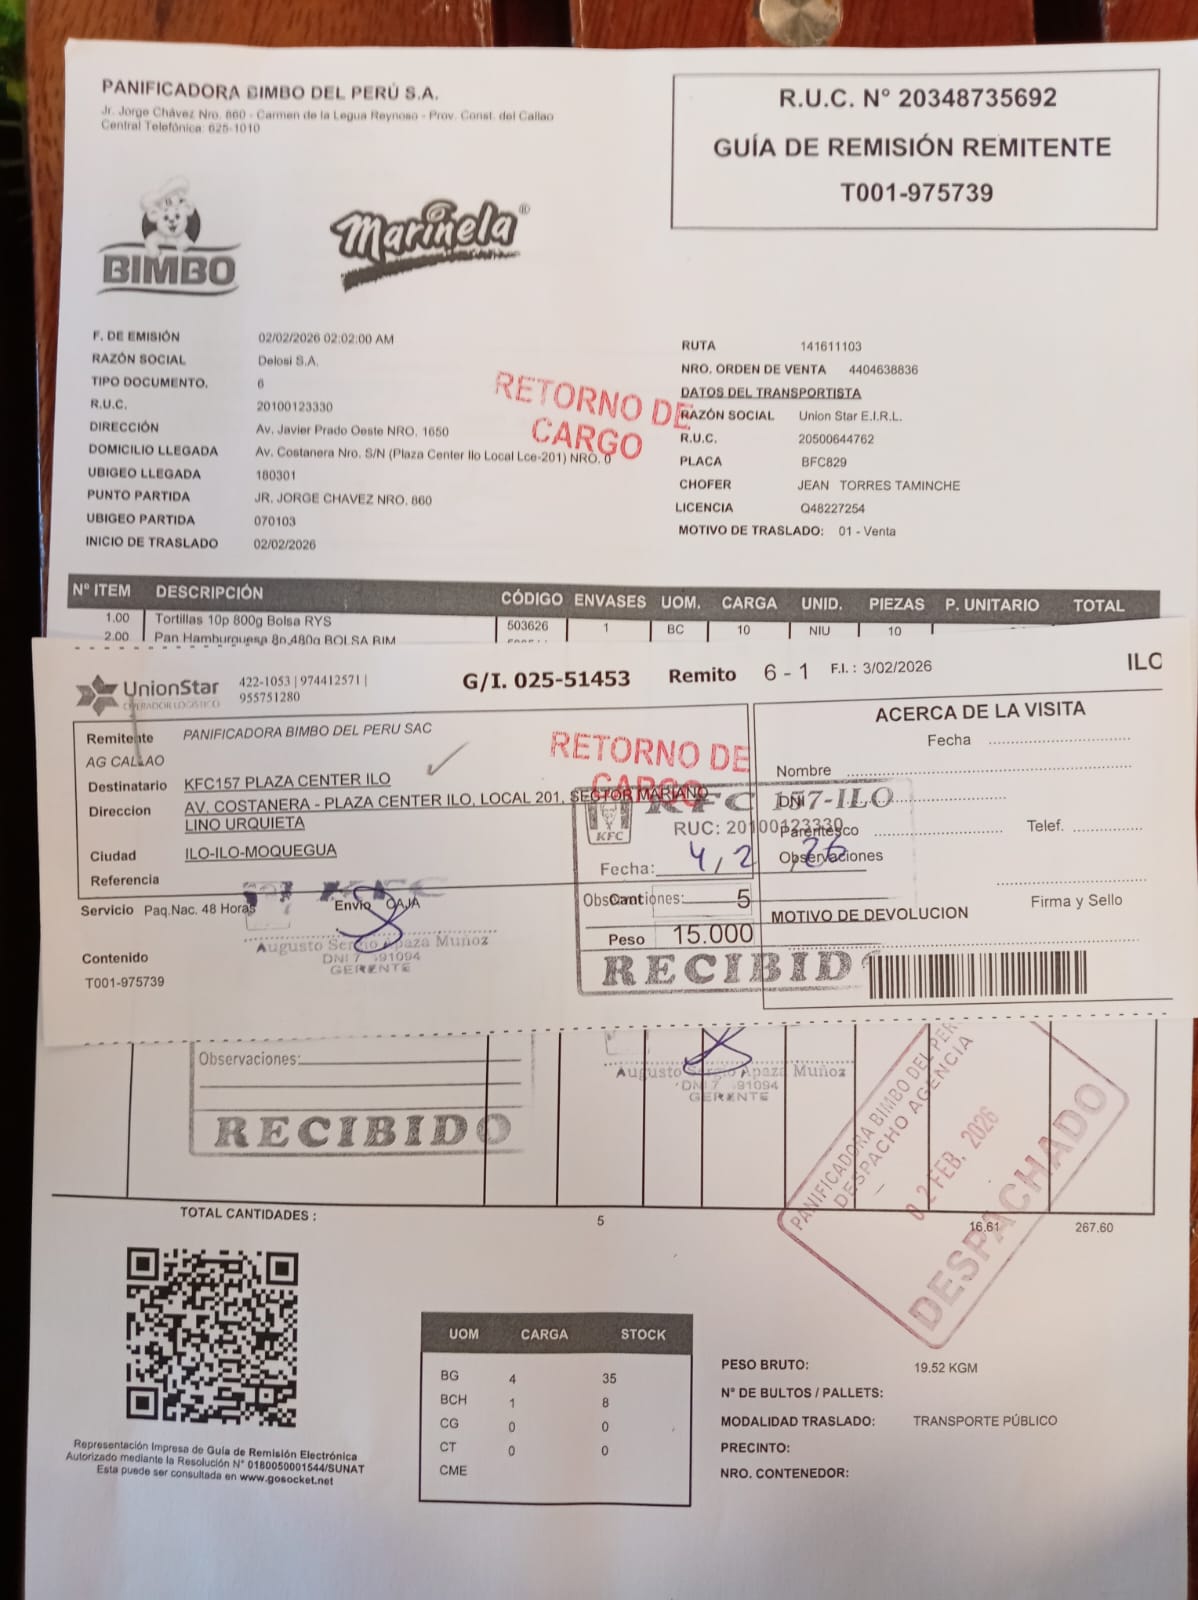 PANIFICADORA BIMBO DEL PERÚ S.A.
Jr. Jorge Chávez Nro. 860 - Carmen de la Legua Reynoso - Prov. Const. del Callao
Central Telefónica: 625-1010
R.U.C. N° 20348735692
GUÍA DE REMISIÓN REMITENTE
T001-975739
BIMBO
Marinela®
F. DE EMISIÓN 02/02/2026 02:02:00 AM
RAZÓN SOCIAL Delosi S.A.
TIPO DOCUMENTO. 6
R.U.C. 20100123330
DIRECCIÓN Av. Javier Prado Oeste NRO. 1650
DOMICILIO LLEGADA Av. Costanera Nro. S/N (Plaza Center Ilo Local Lce-201) NRO. 0
UBIGEO LLEGADA 180301
PUNTO PARTIDA JR. JORGE CHAVEZ NRO. 860
UBIGEO PARTIDA 070103
INICIO DE TRASLADO 02/02/2026
RETORNO DE
CARGO
RUTA 141611103
NRO. ORDEN DE VENTA 4404638836
DATOS DEL TRANSPORTISTA
RAZÓN SOCIAL Union Star E.I.R.L.
R.U.C. 20500644762
PLACA BFC829
CHOFER JEAN TORRES TAMINCHE
LICENCIA Q48227254
MOTIVO DE TRASLADO: 01 - Venta
N° ITEM DESCRIPCIÓN CÓDIGO ENVASES UOM. CARGA UNID. PIEZAS P. UNITARIO TOTAL
1.00 Tortillas 10p 800g Bolsa RYS 503626 1 BC 10 NIU 10
2.00 Pan Hamburguesa 8p 480g BOLSA BIM
UnionStar
OPERADOR LOGÍSTICO
422-1053 | 974412571 |
955751280
G/I. 025-51453 Remito 6 - 1 F.I.: 3/02/2026 ILO
Remitente PANIFICADORA BIMBO DEL PERU SAC
AG CALLAO
Destinatario KFC157 PLAZA CENTER ILO
Direccion AV. COSTANERA - PLAZA CENTER ILO, LOCAL 201, SECTOR MARIANO
LINO URQUIETA
Ciudad ILO-ILO-MOQUEGUA
Referencia
RETORNO DE
CARGO
KFC
KFC 157-ILO
RUC: 20100123330
Fecha: 4/2/26
Observaciones:
RECIBIDO
ACERCA DE LA VISITA
Fecha
Nombre
DNI
Parentesco Telef.
Observaciones
Firma y Sello
MOTIVO DE DEVOLUCION
Servicio Paq.Nac. 48 Horas Envio CAJA Cantiones: 5
Peso 15.000
Augusto Sergio Apaza Muñoz
GERENTE
Contenido
T001-975739
Observaciones:
RECIBIDO
Augusto Sergio Apaza Muñoz
GERENTE
PANIFICADORA BIMBO DEL PER
DESPACHO AGENCIA
02 FEB. 2026
DESPACHADO
TOTAL CANTIDADES : 5 16.61 267.60
UOM CARGA STOCK
BG 4 35
BCH 1 8
CG 0 0
CT 0 0
CME
PESO BRUTO: 19.52 KGM
N° DE BULTOS / PALLETS:
MODALIDAD TRASLADO: TRANSPORTE PÚBLICO
PRECINTO:
NRO. CONTENEDOR:
Representación Impresa de Guía de Remisión Electrónica
Autorizado mediante la Resolución N° 0180050001544/SUNAT
Esta puede ser consultada en www.gosocket.net